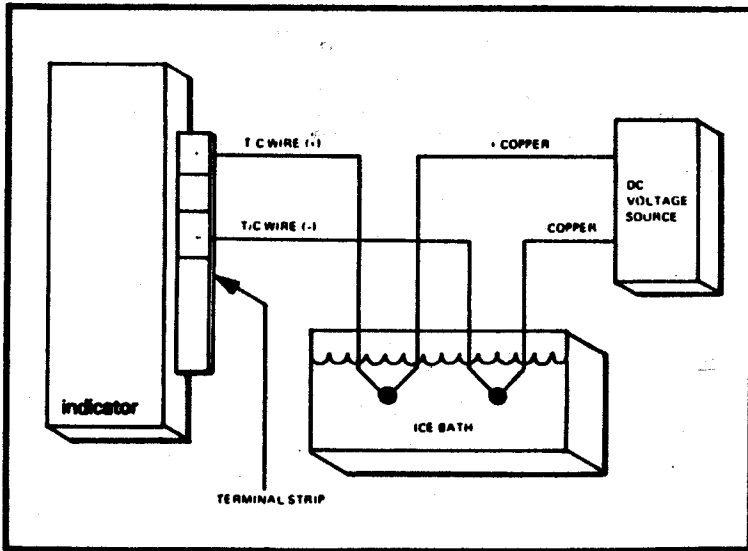 T C WIRE (+)
+ COPPER
DC
VOLTAGE
SOURCE
+
T/C WIRE (-)
COPPER
-
indicator
ICE BATH
TERMINAL STRIP